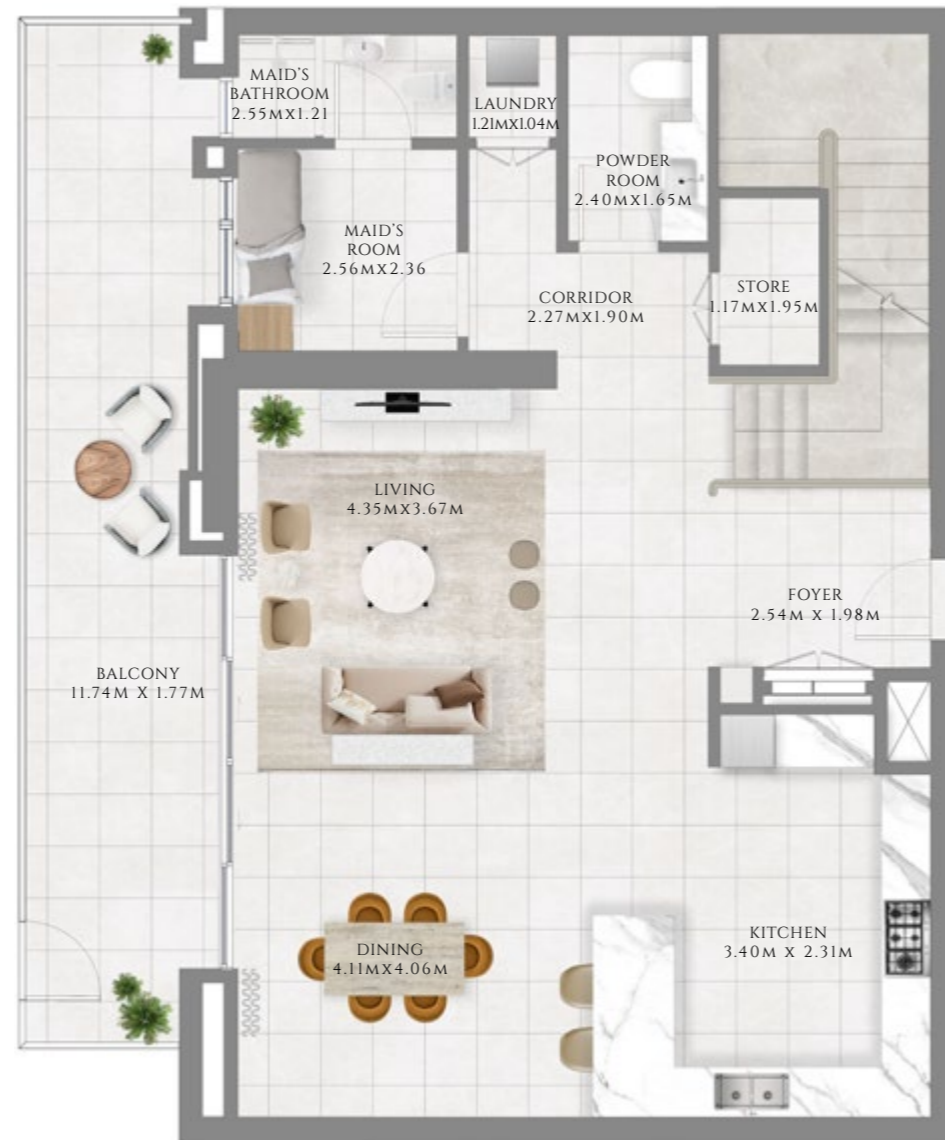 MAID'S
BATHROOM
2.55MX1.21
LAUNDRY
1.21MX1.04M
POWDER
ROOM
2.40MX1.65M
MAID'S
ROOM
2.56MX2.36
CORRIDOR
2.27MX1.90M
STORE
1.17MX1.95M
LIVING
4.35MX3.67M
FOYER
2.54M X 1.98M
BALCONY
11.74M X 1.77M
DINING
4.11MX4.06M
KITCHEN
3.40M X 2.31M